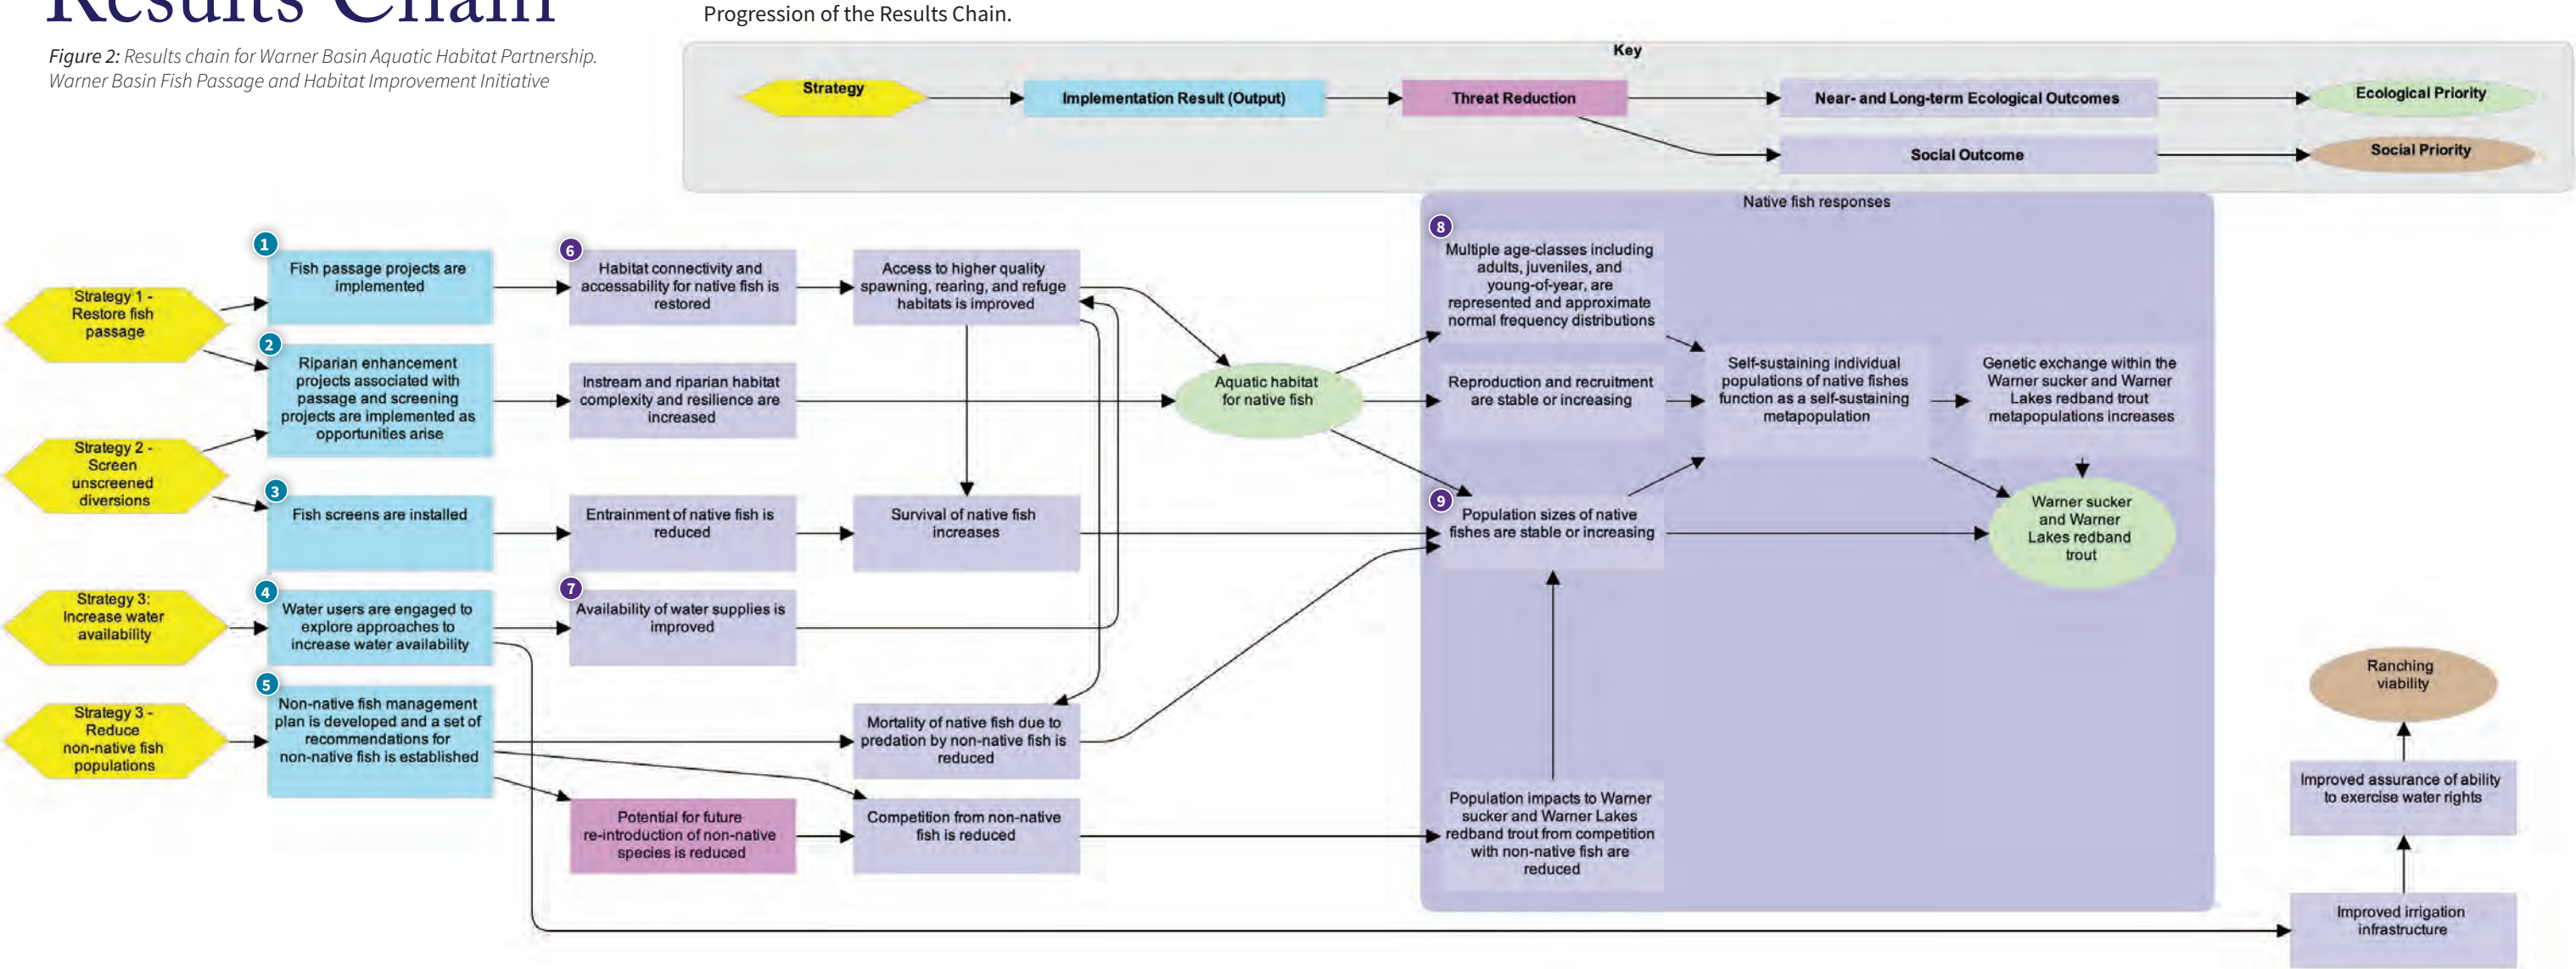 Results Chain
Progression of the Results Chain.
Figure 2: Results chain for Warner Basin Aquatic Habitat Partnership.
Warner Basin Fish Passage and Habitat Improvement Initiative
Key
Strategy
Implementation Result (Output)
Threat Reduction
Near- and Long-term Ecological Outcomes
Ecological Priority
Social Outcome
Social Priority
Strategy 1 -
Restore fish
passage
Strategy 2 -
Screen
unscreened
diversions
Strategy 3:
Increase water
availability
Strategy 3 -
Reduce
non-native fish
populations
1
Fish passage projects are
implemented
2
Riparian enhancement
projects associated with
passage and screening
projects are implemented as
opportunities arise
3
Fish screens are installed
4
Water users are engaged to
explore approaches to
increase water availability
5
Non-native fish management
plan is developed and a set of
recommendations for
non-native fish is established
6
Habitat connectivity and
accessability for native fish is
restored
Instream and riparian habitat
complexity and resilience are
increased
Entrainment of native fish is
reduced
7
Availability of water supplies is
improved
Potential for future
re-introduction of non-native
species is reduced
Access to higher quality
spawning, rearing, and refuge
habitats is improved
Survival of native fish
increases
Mortality of native fish due to
predation by non-native fish is
reduced
Competition from non-native
fish is reduced
Aquatic habitat
for native fish
Native fish responses
8
Multiple age-classes including
adults, juveniles, and
young-of-year, are
represented and approximate
normal frequency distributions
Reproduction and recruitment
are stable or increasing
9
Population sizes of native
fishes are stable or increasing
Population impacts to Warner
sucker and Warner Lakes
redband trout from competition
with non-native fish are
reduced
Self-sustaining individual
populations of native fishes
function as a self-sustaining
metapopulation
Genetic exchange within the
Warner sucker and Warner
Lakes redband trout
metapopulations increases
Warner sucker
and Warner
Lakes redband
trout
Ranching
viability
Improved assurance of ability
to exercise water rights
Improved irrigation
infrastructure